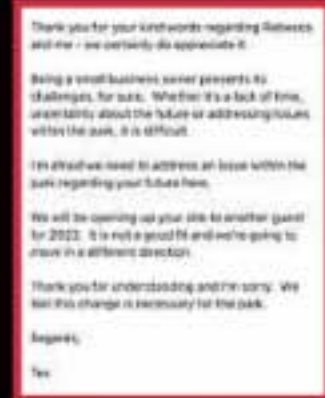 Thank you for your kind words regarding Rebecca
and me - we certainly do appreciate it.
Being a small business owner presents its
challenges, for sure. Whether it's a lack of time,
uncertainty about the future or addressing issues
within the park, it is difficult.
I'm afraid we need to address an issue within the
park regarding your future here.
We will be opening up your site to another guest
for 2022. It is not a good fit and we're going to
move in a different direction.
Thank you for understanding and I'm sorry. We
feel this change is necessary for the park.
Regards,